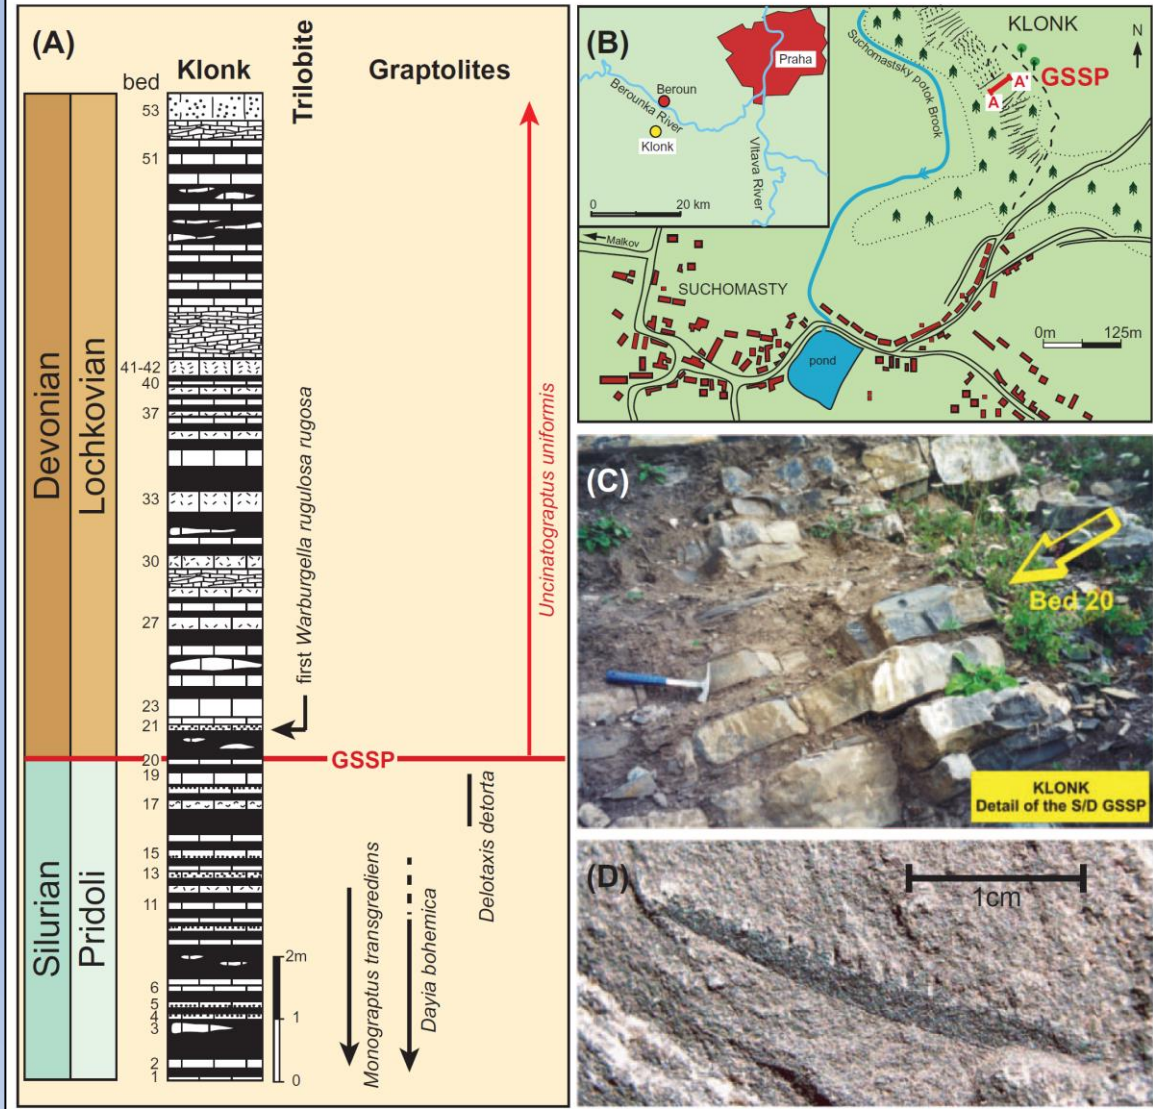 (A)
bed
Klonk
Trilobite
Graptolites
53
51
41-42
40
37
33
30
27
23
21
20
19
17
15
13
11
6
5
4
3
2
1
Devonian
Lochkovian
Silurian
Pridoli
first Warburgella rugulosa rugosa
Uncinatograptus uniformis
GSSP
Delotaxis detorta
Monograptus transgrediens
Dayia bohemica
2m
1
0
(B)
Praha
Beroun
Berounka River
Klonk
Vltava River
0 20 km
Suchomastsky potok Brook
KLONK
N
GSSP
A
A'
Malkov
SUCHOMASTY
pond
0m 125m
(C)
Bed 20
KLONK
Detail of the S/D GSSP
(D)
1cm